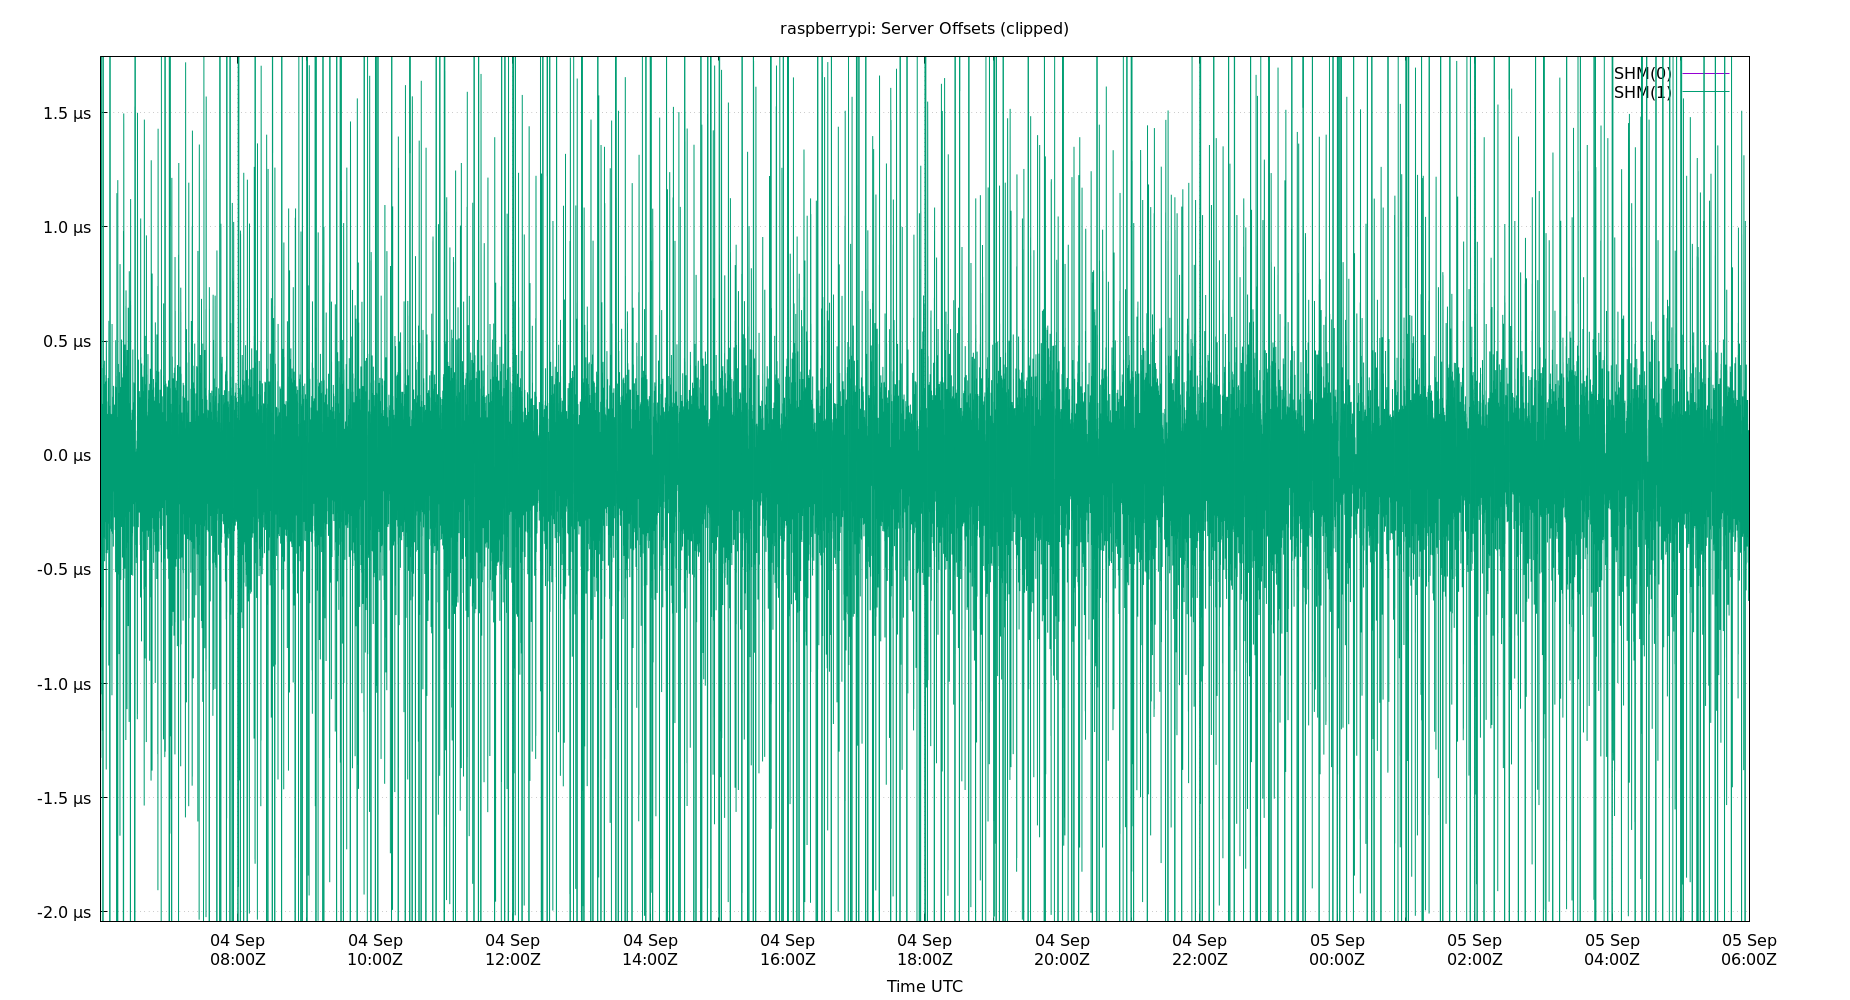 raspberrypi: Server Offsets (clipped)
SHM(0)
SHM(1)
1.5 µs
1.0 µs
0.5 µs
0.0 µs
-0.5 µs
-1.0 µs
-1.5 µs
-2.0 µs
04 Sep 04 Sep 04 Sep 04 Sep 04 Sep 04 Sep 04 Sep 04 Sep 05 Sep 05 Sep 05 Sep 05 Sep
08:00Z 10:00Z 12:00Z 14:00Z 16:00Z 18:00Z 20:00Z 22:00Z 00:00Z 02:00Z 04:00Z 06:00Z
Time UTC